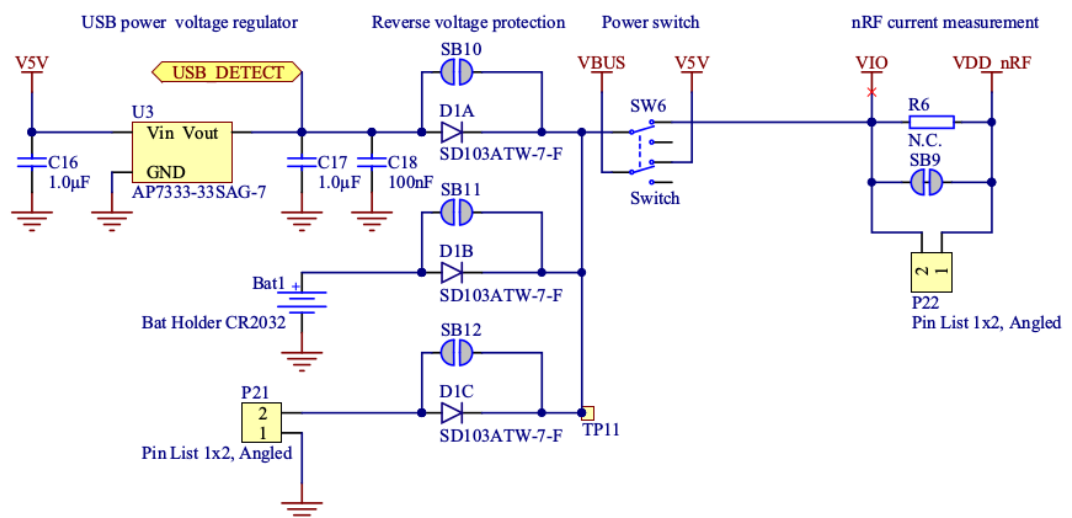 USB power voltage regulator
Reverse voltage protection
Power switch
nRF current measurement
V5V
USB_DETECT
U3
Vin Vout
GND
AP7333-33SAG-7
C16
1.0µF
C17
1.0µF
C18
100nF
SB10
D1A
SD103ATW-7-F
VBUS
V5V
SW6
Switch
VIO
VDD_nRF
R6
N.C.
SB9
2 1
P22
Pin List 1x2, Angled
SB11
D1B
SD103ATW-7-F
Bat1
+
Bat Holder CR2032
SB12
D1C
SD103ATW-7-F
TP11
P21
2
1
Pin List 1x2, Angled